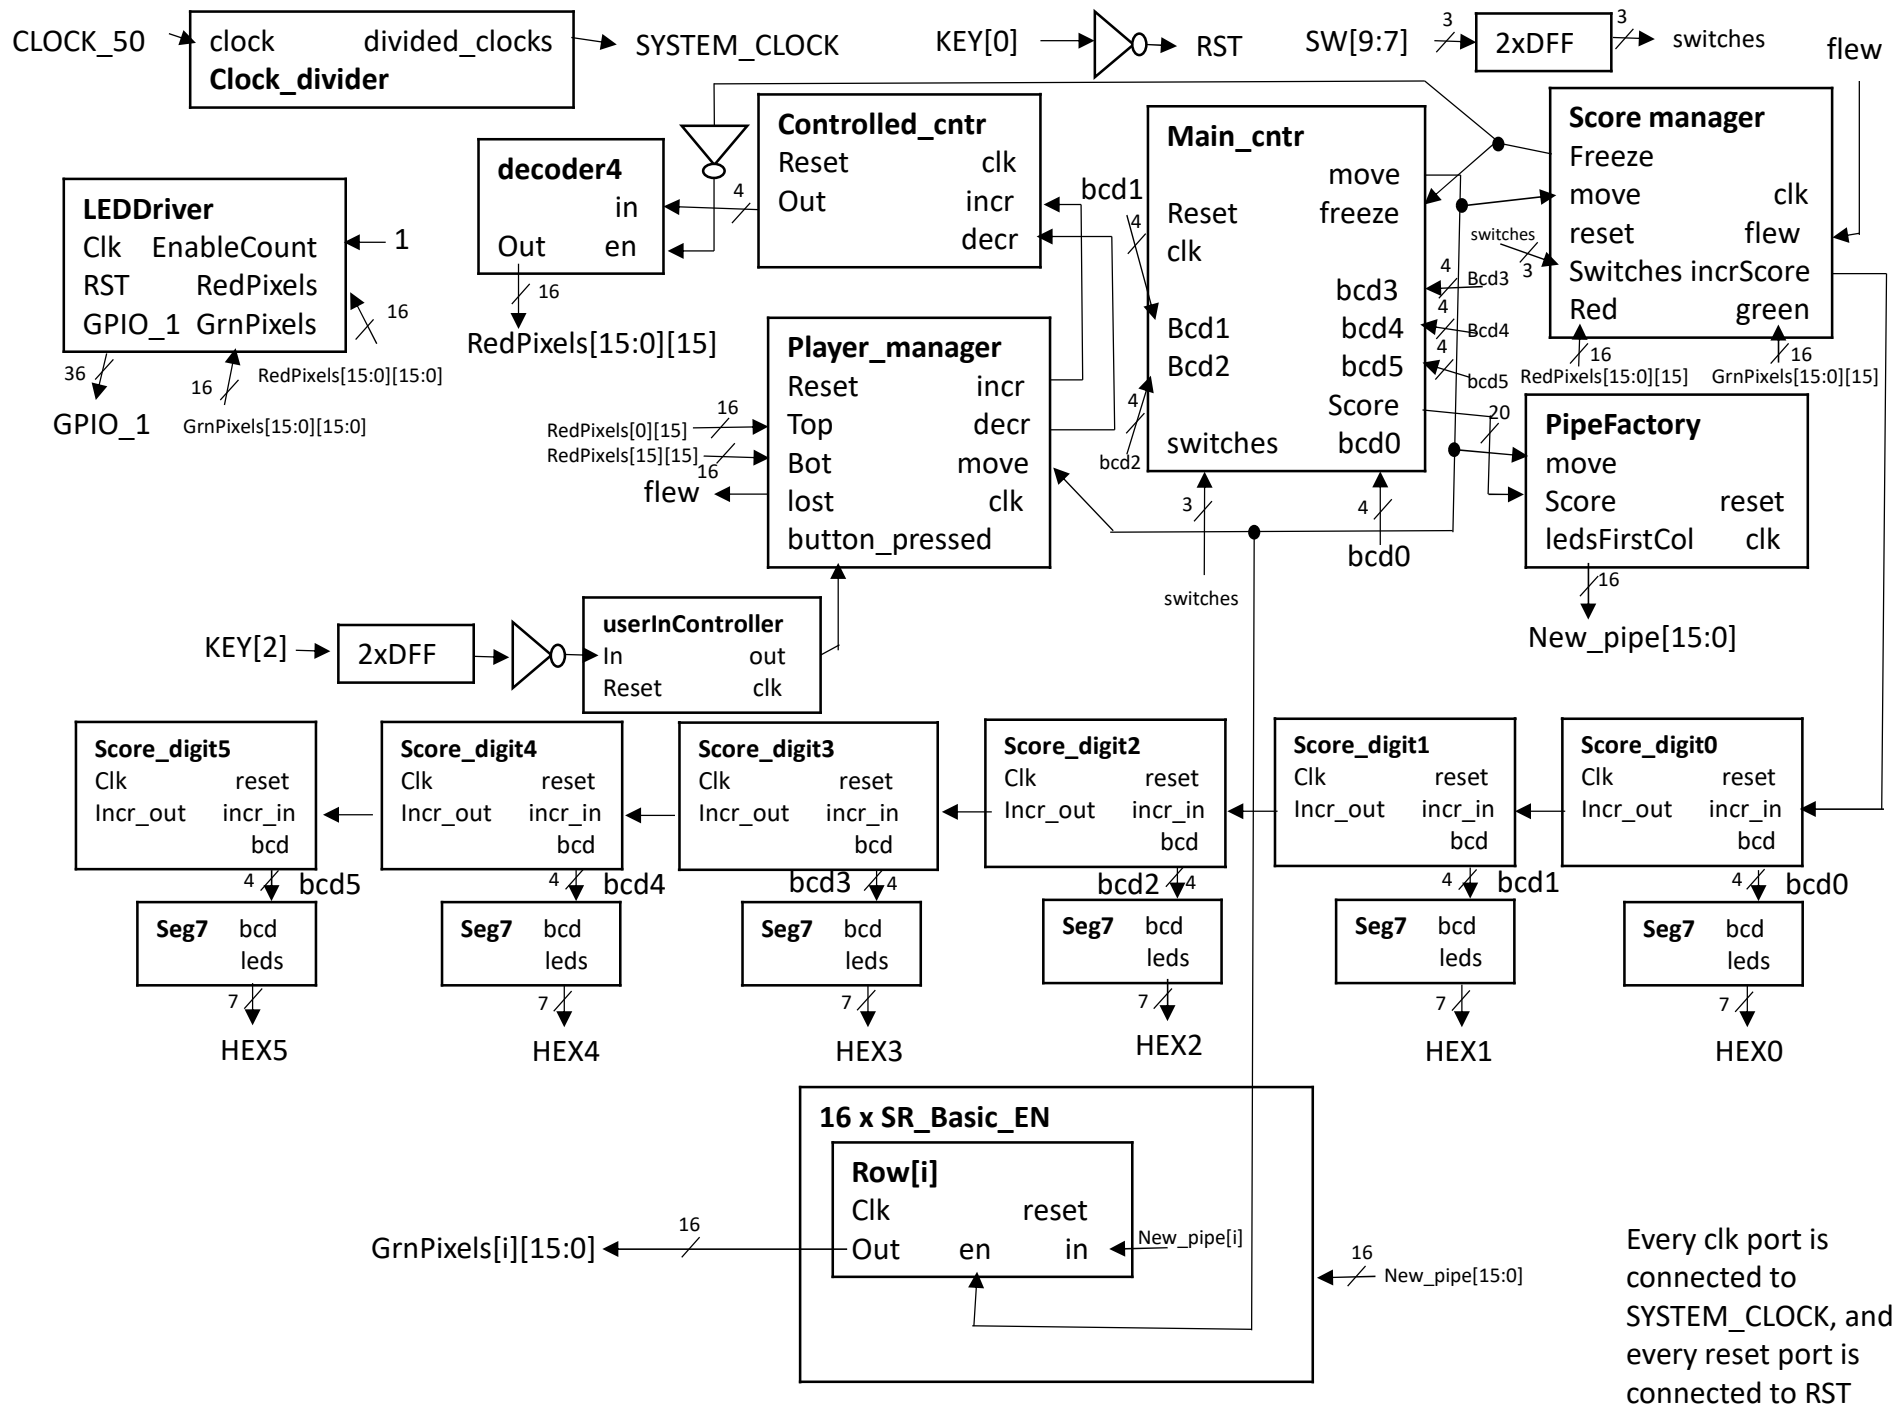 CLOCK_50
clock divided_clocks
Clock_divider
SYSTEM_CLOCK
KEY[0]
RST
SW[9:7]
3
2xDFF
3
switches
flew
LEDDriver
Clk EnableCount
RST RedPixels
GPIO_1 GrnPixels
1
16
36
GPIO_1
16
RedPixels[15:0][15:0]
GrnPixels[15:0][15:0]
decoder4
in
Out en
4
16
RedPixels[15:0][15]
Controlled_cntr
Reset clk
Out incr
decr
Player_manager
Reset incr
Top decr
Bot move
lost clk
button_pressed
RedPixels[0][15]
16
RedPixels[15][15]
16
flew
Main_cntr
move
Reset freeze
clk
bcd3
Bcd1 bcd4
Bcd2 bcd5
Score
switches bcd0
bcd1
4
4
bcd2
3
switches
4
bcd0
4
Bcd3
4
Bcd4
4
bcd5
20
Score manager
Freeze
move clk
reset flew
Switches incrScore
Red green
switches
3
16
RedPixels[15:0][15]
16
GrnPixels[15:0][15]
PipeFactory
move
Score reset
ledsFirstCol clk
16
New_pipe[15:0]
KEY[2]
2xDFF
userInController
In out
Reset clk
Score_digit5
Clk reset
Incr_out incr_in
bcd
4
bcd5
Seg7 bcd
leds
7
HEX5
Score_digit4
Clk reset
Incr_out incr_in
bcd
4
bcd4
Seg7 bcd
leds
7
HEX4
Score_digit3
Clk reset
Incr_out incr_in
bcd
bcd3
4
Seg7 bcd
leds
7
HEX3
Score_digit2
Clk reset
Incr_out incr_in
bcd
bcd2
4
Seg7 bcd
leds
7
HEX2
Score_digit1
Clk reset
Incr_out incr_in
bcd
4
bcd1
Seg7 bcd
leds
7
HEX1
Score_digit0
Clk reset
Incr_out incr_in
bcd
4
bcd0
Seg7 bcd
leds
7
HEX0
16 x SR_Basic_EN
Row[i]
Clk reset
Out en in
New_pipe[i]
16
GrnPixels[i][15:0]
16
New_pipe[15:0]
Every clk port is
connected to
SYSTEM_CLOCK, and
every reset port is
connected to RST